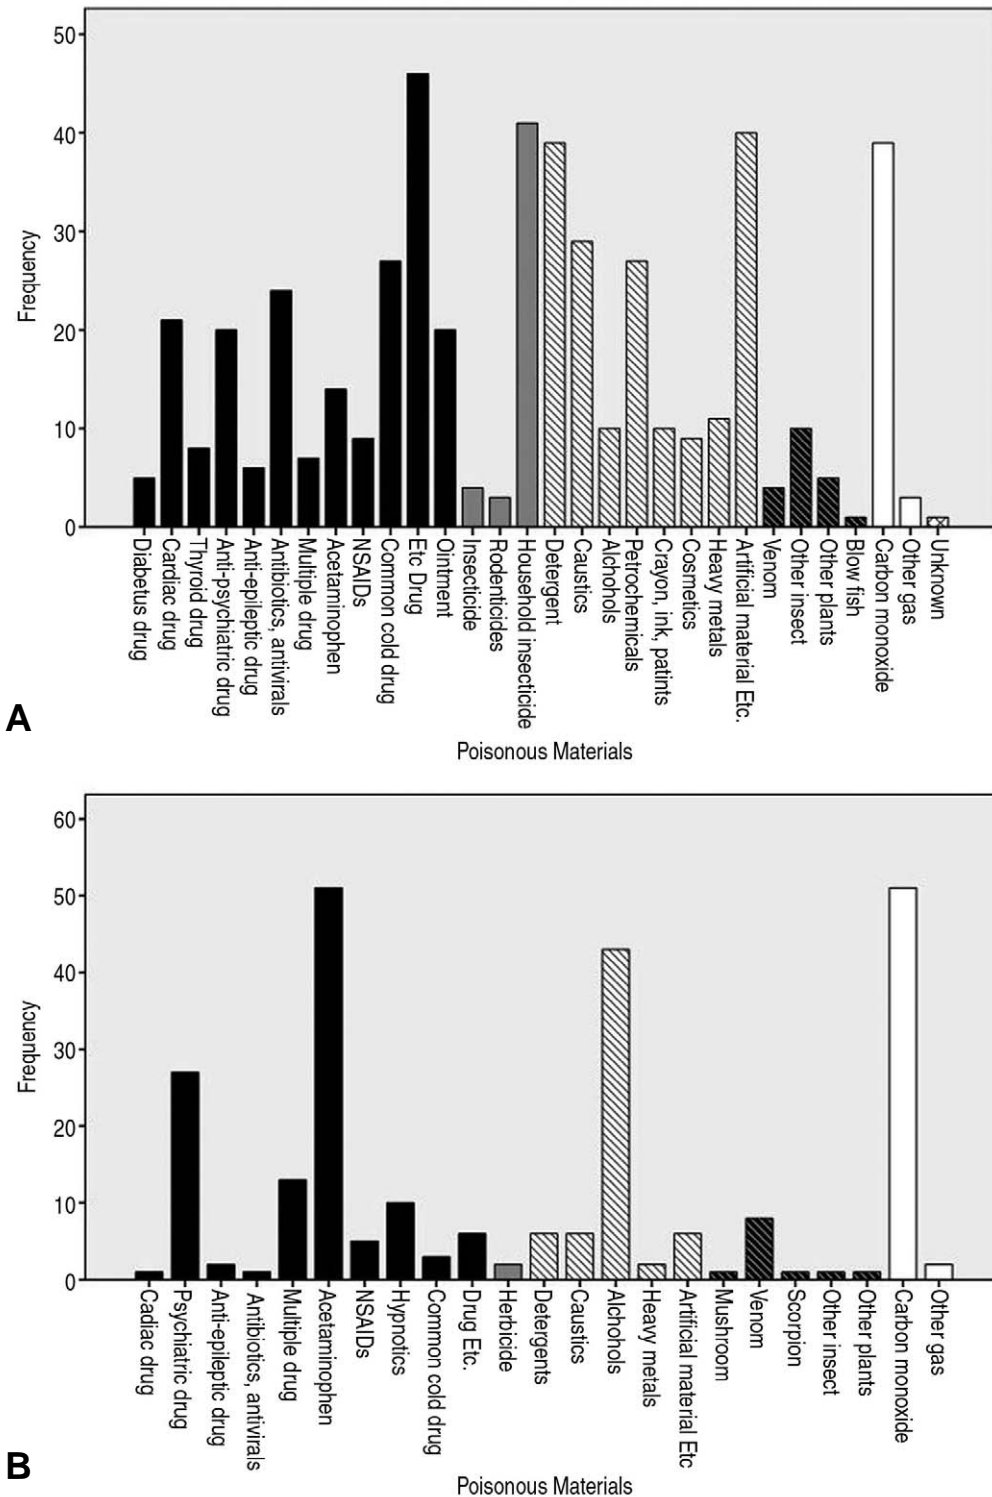 50
40
30
20
10
0
Frequency
Diabetus drug
Cardiac drug
Thyroid drug
Anti-psychiatric drug
Anti-epileptic drug
Antibiotics, antivirals
Multiple drug
Acetaminophen
NSAIDs
Common cold drug
Etc Drug
Ointment
Insecticide
Rodenticides
Household insecticide
Detergent
Caustics
Alchohols
Petrochemicals
Crayon, ink, patints
Cosmetics
Heavy metals
Artificial material Etc.
Venom
Other insect
Other plants
Blow fish
Carbon monoxide
Other gas
Unknown
A
Poisonous Materials
60
50
40
30
20
10
0
Frequency
Cadiac drug
Psychiatric drug
Anti-epileptic drug
Antibiotics, antivirals
Multiple drug
Acetaminophen
NSAIDs
Hypnotics
Common cold drug
Drug Etc.
Herbicide
Detergents
Caustics
Alchohols
Heavy metals
Artificial material Etc
Mushroom
Venom
Scorpion
Other insect
Other plants
Carbon monoxide
Other gas
B
Poisonous Materials